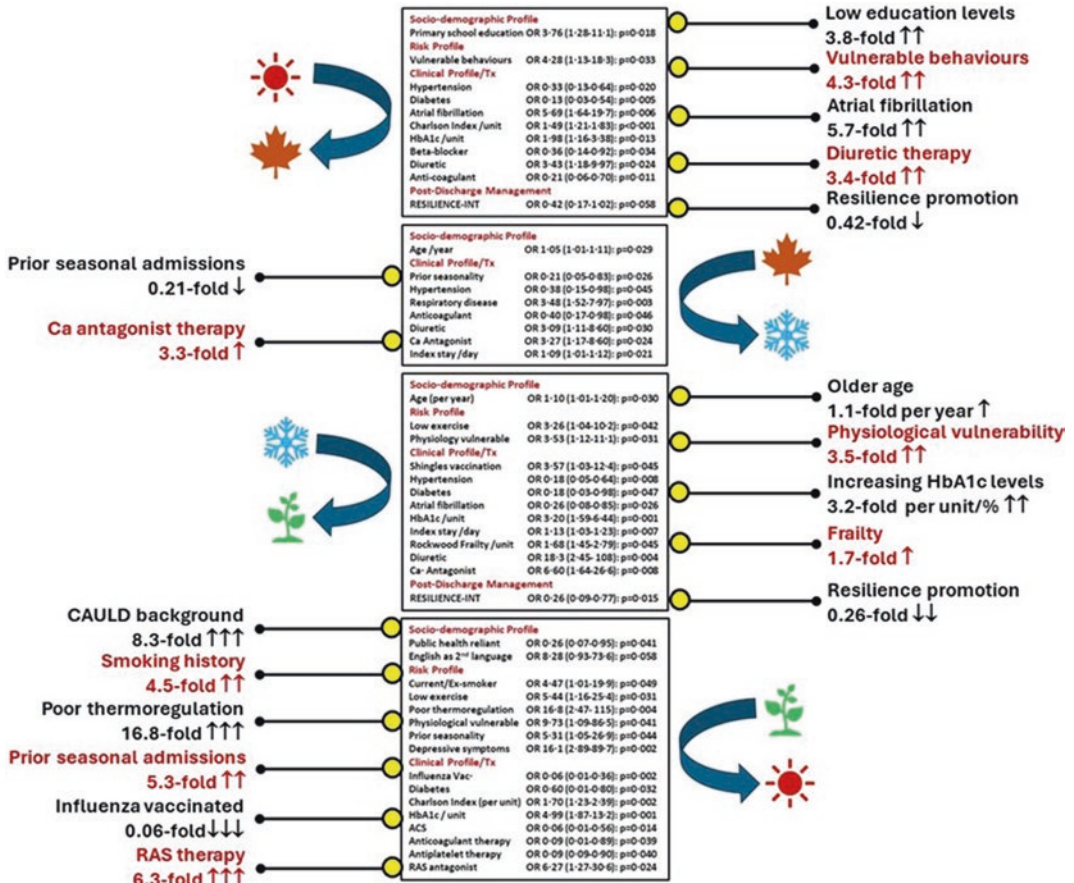 Socio-demographic Profile
Primary school education OR 3·76 (1·28-11·1): p=0·018
Risk Profile
Vulnerable behaviours OR 4·28 (1·13-18·3): p=0·033
Clinical Profile/Tx
Hypertension OR 0·33 (0·13-0·64): p=0·020
Diabetes OR 0·13 (0·03-0·54): p=0·005
Atrial fibrillation OR 5·69 (1·64-19·7): p=0·006
Charlson Index /unit OR 1·49 (1·21-1·83): p<0·001
HbA1c /unit OR 1·98 (1·16-3·38): p=0·013
Beta-blocker OR 0·36 (0·14-0·92): p=0·034
Diuretic OR 3·43 (1·18-9·97): p=0·024
Anti-coagulant OR 0·21 (0·06-0·70): p=0·011
Post-Discharge Management
RESILIENCE-INT OR 0·42 (0·17-1·02): p=0·058
Low education levels
3.8-fold ↑↑
Vulnerable behaviours
4.3-fold ↑↑
Atrial fibrillation
5.7-fold ↑↑
Diuretic therapy
3.4-fold ↑↑
Resilience promotion
0.42-fold ↓
Prior seasonal admissions
0.21-fold ↓
Ca antagonist therapy
3.3-fold ↑
Socio-demographic Profile
Age /year OR 1·05 (1·01-1·11): p=0·029
Clinical Profile/Tx
Prior seasonality OR 0·21 (0·05-0·83): p=0·026
Hypertension OR 0·38 (0·15-0·98): p=0·045
Respiratory disease OR 3·48 (1·52-7·97): p=0·003
Anticoagulant OR 0·40 (0·17-0·98): p=0·046
Diuretic OR 3·09 (1·11-8·60): p=0·030
Ca Antagonist OR 3·27 (1·17-8·60): p=0·024
Index stay /day OR 1·09 (1·01-1·12): p=0·021
Socio-demographic Profile
Age (per year) OR 1·10 (1·01-1·20): p=0·030
Risk Profile
Low exercise OR 3·26 (1·04-10·2): p=0·042
Physiology vulnerable OR 3·53 (1·12-11·1): p=0·031
Clinical Profile/Tx
Shingles vaccination OR 3·57 (1·03-12·4): p=0·045
Hypertension OR 0·18 (0·05-0·64): p=0·008
Diabetes OR 0·18 (0·03-0·98): p=0·047
Atrial fibrillation OR 0·26 (0·08-0·85): p=0·026
HbA1c /unit OR 3·20 (1·59-6·44): p=0·001
Index stay /day OR 1·13 (1·03-1·23): p=0·007
Rockwood Frailty /unit OR 1·68 (1·45-2·79): p=0·045
Diuretic OR 18·3 (2·45- 108): p=0·004
Ca- Antagonist OR 6·60 (1·64-26·6): p=0·008
Post-Discharge Management
RESILIENCE-INT OR 0·26 (0·09-0·77): p=0·015
Older age
1.1-fold per year ↑
Physiological vulnerability
3.5-fold ↑↑
Increasing HbA1c levels
3.2-fold per unit/% ↑↑
Frailty
1.7-fold ↑
Resilience promotion
0.26-fold ↓↓
CAULD background
8.3-fold ↑↑↑
Smoking history
4.5-fold ↑↑
Poor thermoregulation
16.8-fold ↑↑↑
Prior seasonal admissions
5.3-fold ↑↑
Influenza vaccinated
0.06-fold↓↓↓
RAS therapy
6.3-fold ↑↑↑
Socio-demographic Profile
Public health reliant OR 0·26 (0·07-0·95): p=0·041
English as 2nd language OR 8·28 (0·93-73·6): p=0·058
Risk Profile
Current/Ex-smoker OR 4·47 (1·01-19·9): p=0·049
Low exercise OR 5·44 (1·16-25·4): p=0·031
Poor thermoregulation OR 16·8 (2·47- 115): p=0·004
Physiological vulnerable OR 9·73 (1·09-86·5): p=0·041
Prior seasonality OR 5·31 (1·05-26·9): p=0·044
Depressive symptoms OR 16·1 (2·89-89·7): p=0·002
Clinical Profile/Tx
Influenza Vac- OR 0·06 (0·01-0·36): p=0·002
Diabetes OR 0·60 (0·01-0·80): p=0·032
Charlson Index (per unit) OR 1·70 (1·23-2·39): p=0·002
HbA1c / unit OR 4·99 (1·87-13·2): p=0·001
ACS OR 0·06 (0·01-0·56): p=0·014
Anticoagulant therapy OR 0·09 (0·01-0·89): p=0·039
Antiplatelet therapy OR 0·09 (0·09-0·90): p=0·040
RAS antagonist OR 6·27 (1·27-30·6): p=0·024